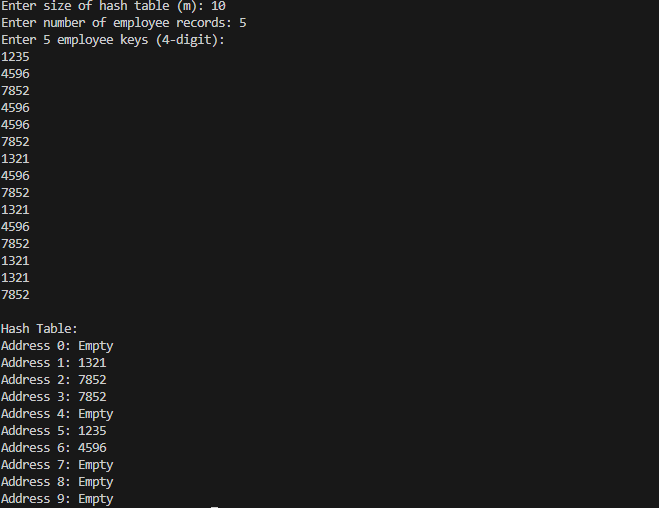 Enter size of hash table (m): 10
Enter number of employee records: 5
Enter 5 employee keys (4-digit):
1235
4596
7852
4596
4596
7852
1321
4596
7852
1321
4596
7852
1321
1321
7852
Hash Table:
Address 0: Empty
Address 1: 1321
Address 2: 7852
Address 3: 7852
Address 4: Empty
Address 5: 1235
Address 6: 4596
Address 7: Empty
Address 8: Empty
Address 9: Empty